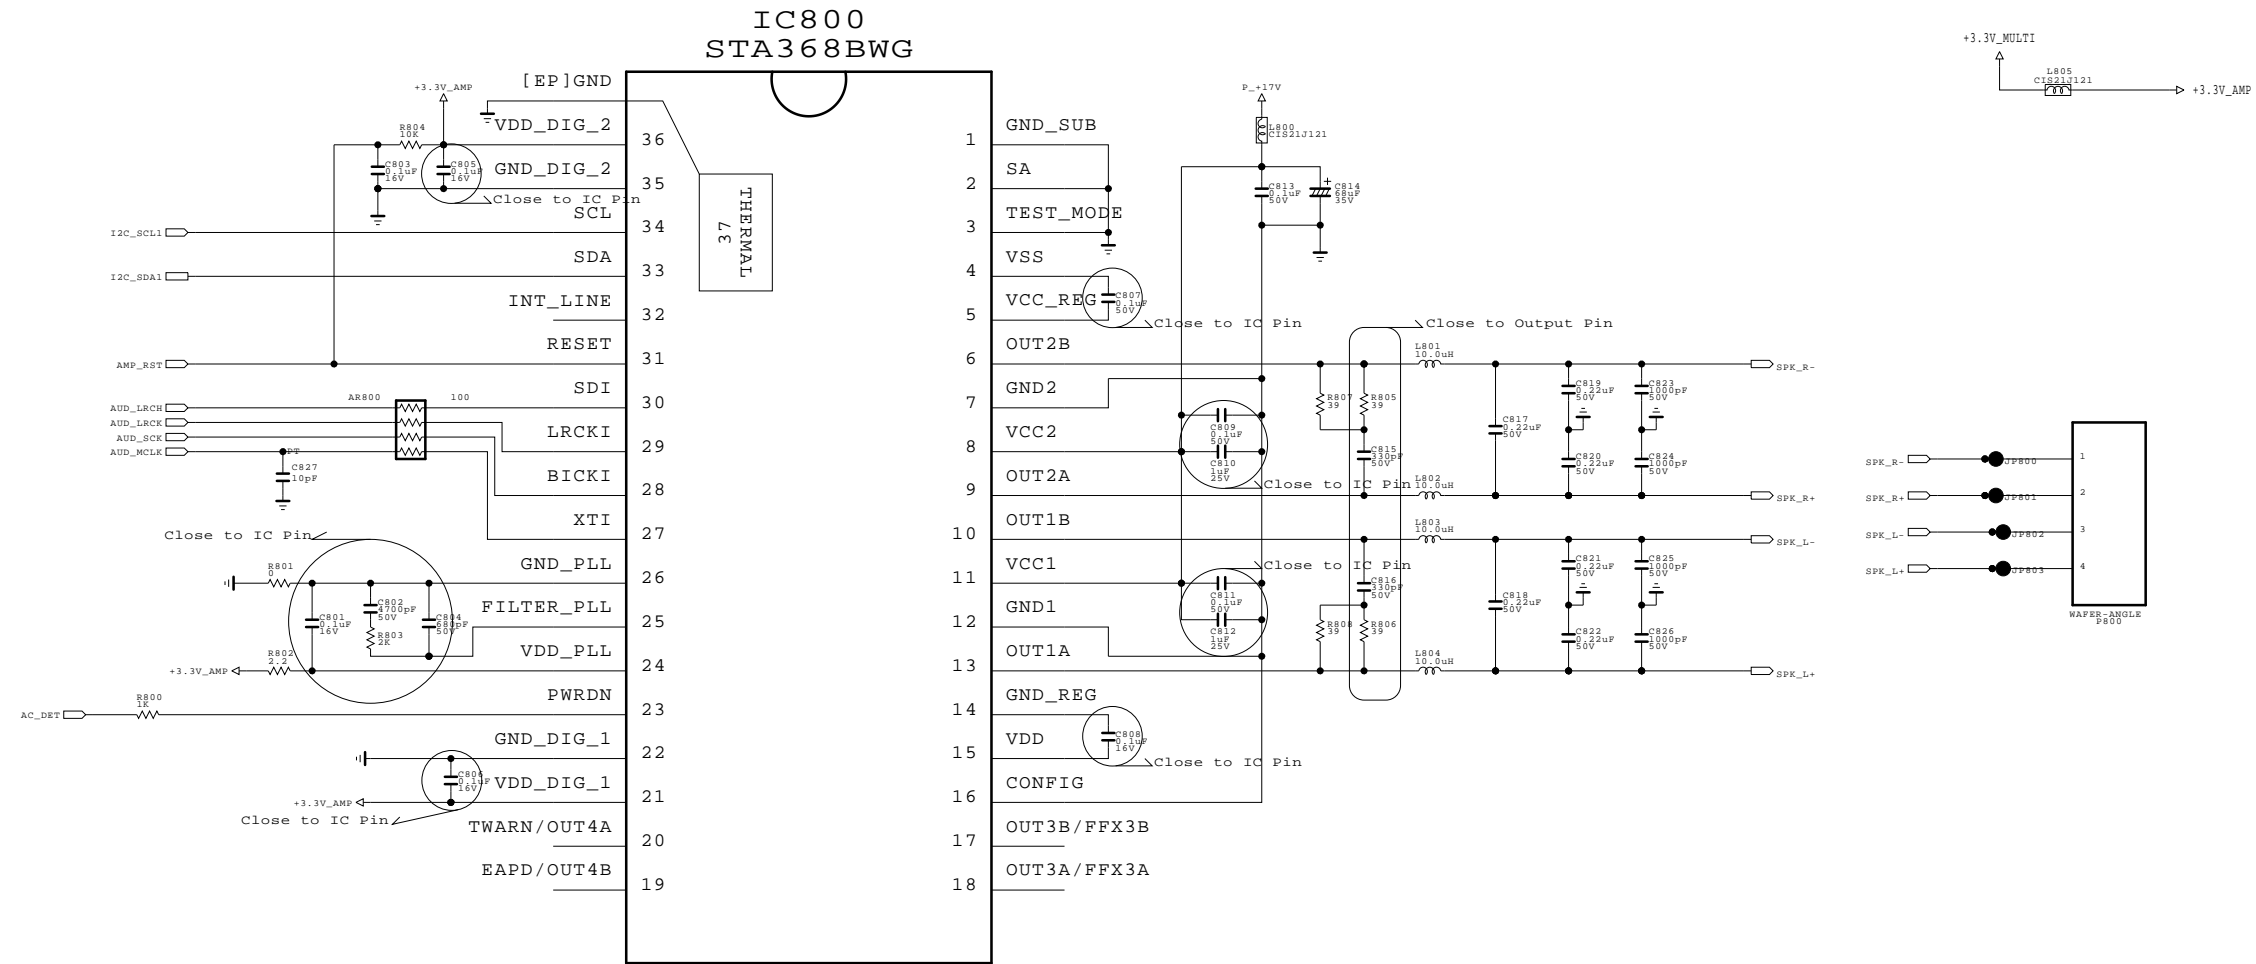 IC800
STA368BWG
+3.3V_MULTI
L805
CIS21J121
+3.3V_AMP
[EP]GND
+3.3V_AMP
VDD_DIG_2
36
R804
10K
C803
0.1uF
16V
C805
0.1uF
16V
GND_DIG_2
35
Close to IC Pin
SCL
34
I2C_SCL1
SDA
33
I2C_SDA1
INT_LINE
32
RESET
31
AMP_RST
SDI
30
AR800
100
AUD_LRCH
AUD_LRCK
AUD_SCK
AUD_MCLK
OPT
C827
10pF
LRCKI
29
BICKI
28
XTI
27
Close to IC Pin
GND_PLL
26
R801
0
C801
0.1uF
16V
C802
4700pF
50V
R803
2K
C804
680pF
50V
FILTER_PLL
25
VDD_PLL
24
R802
2.2
+3.3V_AMP
PWRDN
23
R800
1K
AC_DET
GND_DIG_1
22
C806
0.1uF
16V
VDD_DIG_1
21
+3.3V_AMP
Close to IC Pin
TWARN/OUT4A
20
EAPD/OUT4B
19
THERMAL
37
GND_SUB
1
SA
2
TEST_MODE
3
VSS
4
VCC_REG
5
C807
0.1uF
50V
Close to IC Pin
OUT2B
6
GND2
7
VCC2
8
OUT2A
9
OUT1B
10
VCC1
11
GND1
12
OUT1A
13
GND_REG
14
VDD
15
C808
0.1uF
16V
Close to IC Pin
CONFIG
16
OUT3B/FFX3B
17
OUT3A/FFX3A
18
P_+17V
L800
CIS21J121
C813
0.1uF
50V
C814
68uF
35V
+
C809
0.1uF
50V
C810
1uF
25V
Close to IC Pin
Close to IC Pin
C811
0.1uF
50V
C812
1uF
25V
Close to Output Pin
R807
39
R805
39
C815
330pF
50V
C816
330pF
50V
R808
39
R806
39
L801
10.0uH
L802
10.0uH
L803
10.0uH
L804
10.0uH
C817
0.22uF
50V
C819
0.22uF
50V
C820
0.22uF
50V
C823
1000pF
50V
C824
1000pF
50V
C818
0.22uF
50V
C821
0.22uF
50V
C822
0.22uF
50V
C825
1000pF
50V
C826
1000pF
50V
SPK_R-
SPK_R+
SPK_L-
SPK_L+
SPK_R-
JP800
1
SPK_R+
JP801
2
SPK_L-
JP802
3
SPK_L+
JP803
4
WAFER-ANGLE
P800